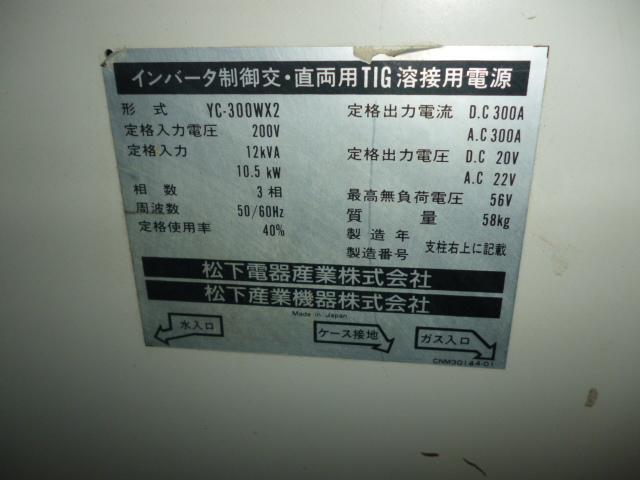 インバータ制御交・直両用TIG溶接用電源
形式 YC-300WX2
定格入力電圧 200V
定格入力 12kVA
10.5 kW
相数 3相
周波数 50/60Hz
定格使用率 40%
定格出力電流 D.C 300A
A.C 300A
定格出力電圧 D.C 20V
A.C 22V
最高無負荷電圧 56V
質量 58kg
製造年
製造番号 支柱右上に記載
松下電器産業株式会社
松下産業機器株式会社
Made in Japan
水入口
ケース接地
ガス入口
CNM30144-01